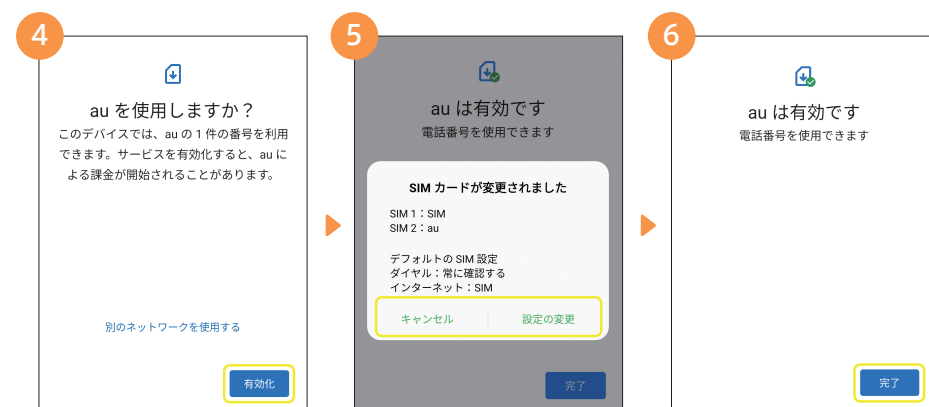 4
au を使用しますか？
このデバイスでは、au の 1 件の番号を利用
できます。サービスを有効化すると、au に
よる課金が開始されることがあります。
別のネットワークを使用する
有効化
5
au は有効です
電話番号を使用できます
SIM カードが変更されました
SIM 1：SIM
SIM 2：au
デフォルトの SIM 設定
ダイヤル：常に確認する
インターネット：SIM
キャンセル
設定の変更
完了
6
au は有効です
電話番号を使用できます
完了